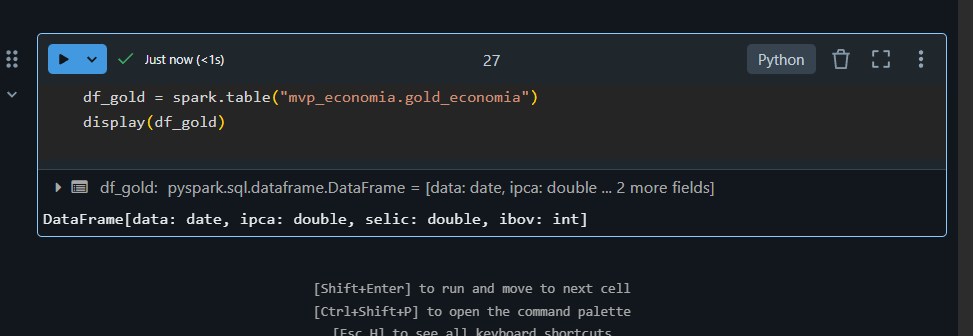 Just now (<1s)
27
Python
df_gold = spark.table("mvp_economia.gold_economia")
display(df_gold)
df_gold: pyspark.sql.dataframe.DataFrame = [data: date, ipca: double ... 2 more fields]
DataFrame[data: date, ipca: double, selic: double, ibov: int]
[Shift+Enter] to run and move to next cell
[Ctrl+Shift+P] to open the command palette
[Esc H] to see all keyboard shortcuts